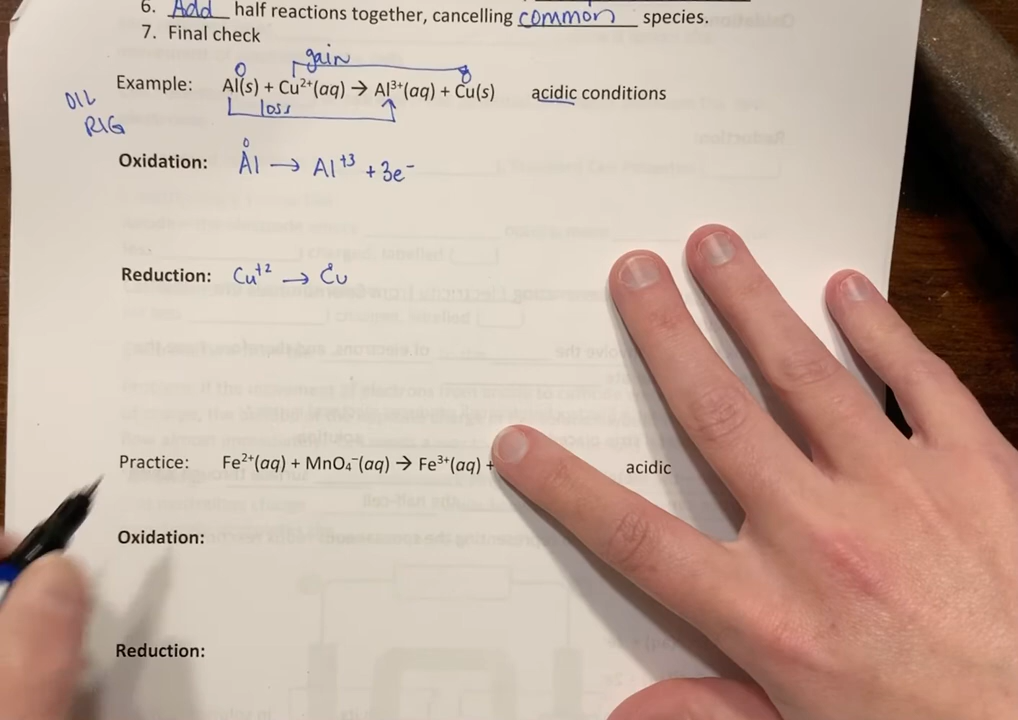 6. Add half reactions together, cancelling common species.
7. Final check
gain
0 0
Example: Al(s) + Cu²⁺(aq) → Al³⁺(aq) + Cu(s) acidic conditions
loss
OIL
RIG
0
Oxidation: Al → Al⁺³ + 3e⁻
Reduction: Cu⁺² → Cu
Practice: Fe²⁺(aq) + MnO₄⁻(aq) → Fe³⁺(aq) + acidic
Oxidation:
Reduction: